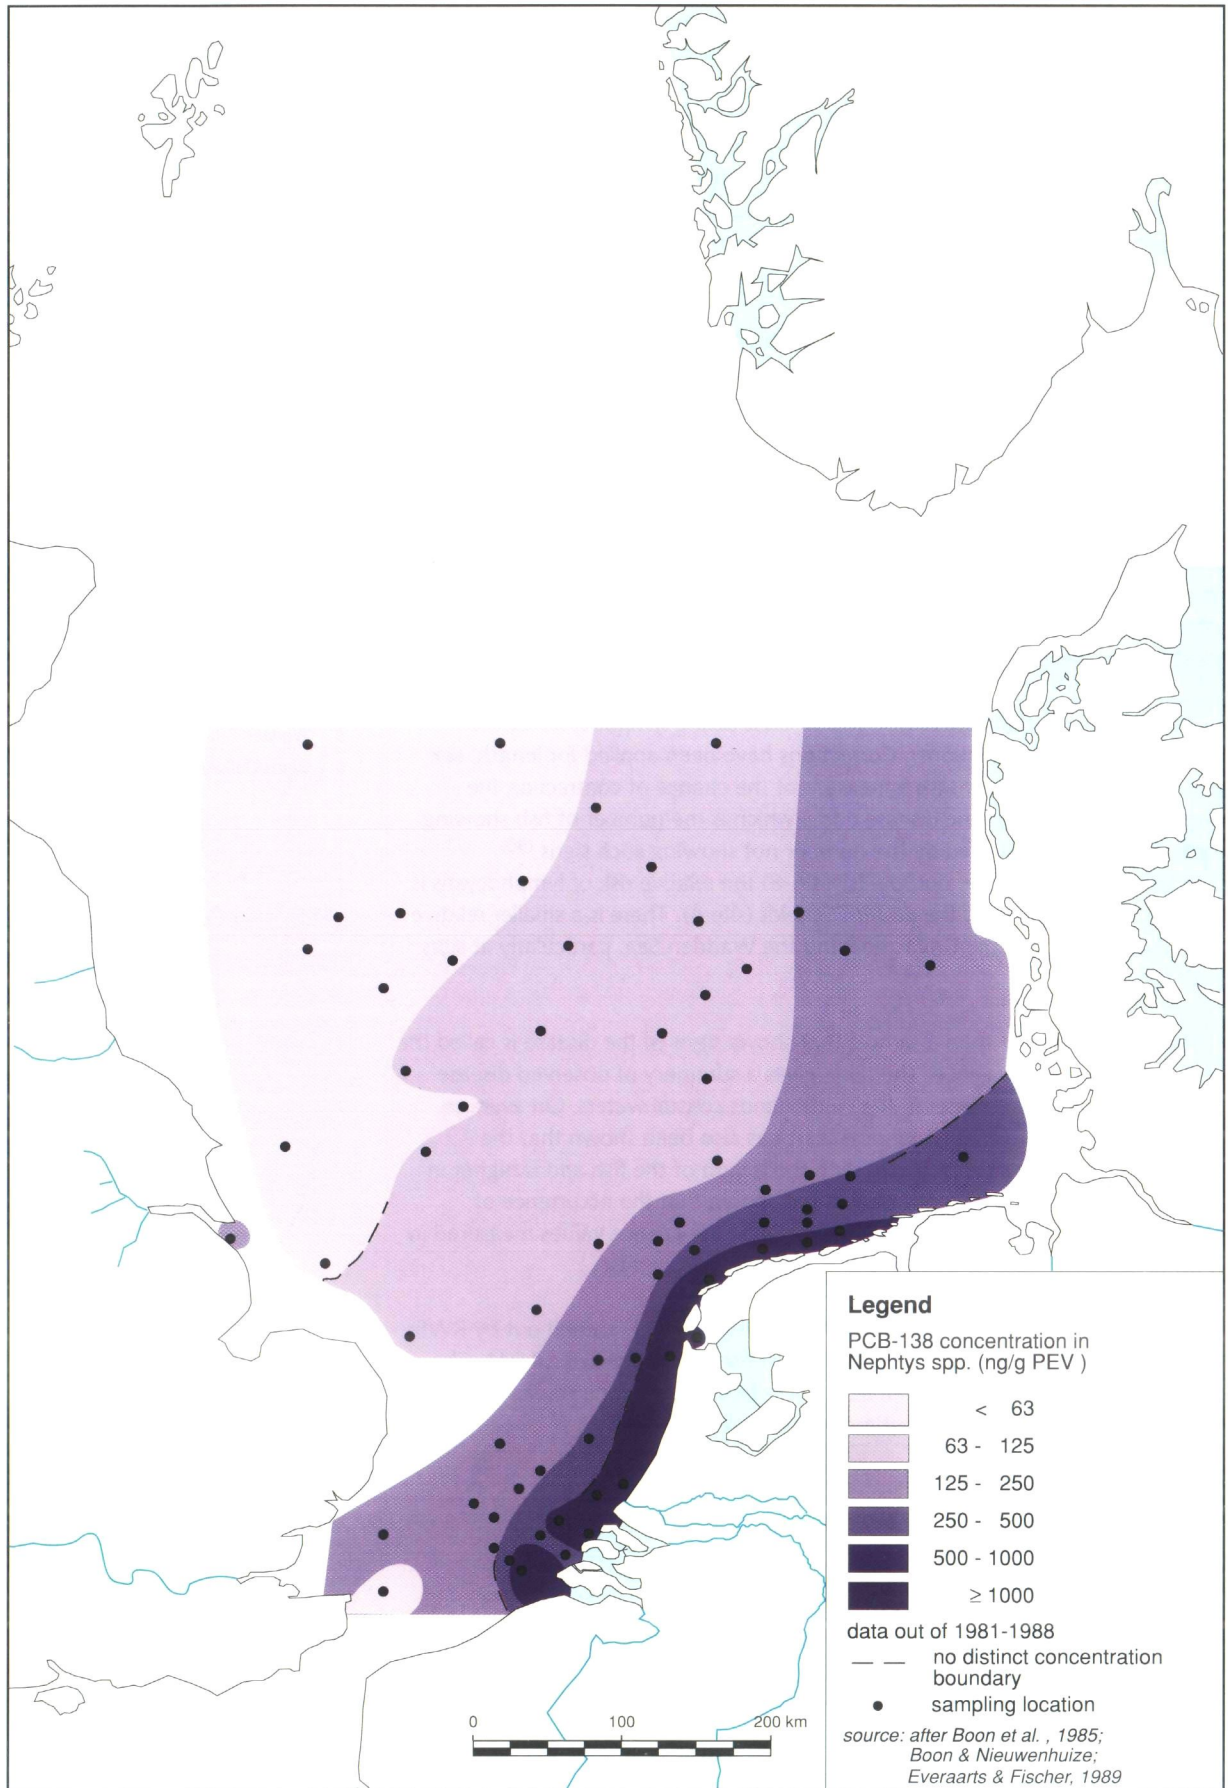 Legend
PCB-138 concentration in
Nephtys spp. (ng/g PEV )
< 63
63 - 125
125 - 250
250 - 500
500 - 1000
≥ 1000
data out of 1981-1988
no distinct concentration
boundary
sampling location
source: after Boon et al. , 1985;
Boon & Nieuwenhuize;
Everaarts & Fischer, 1989
0 100 200 km